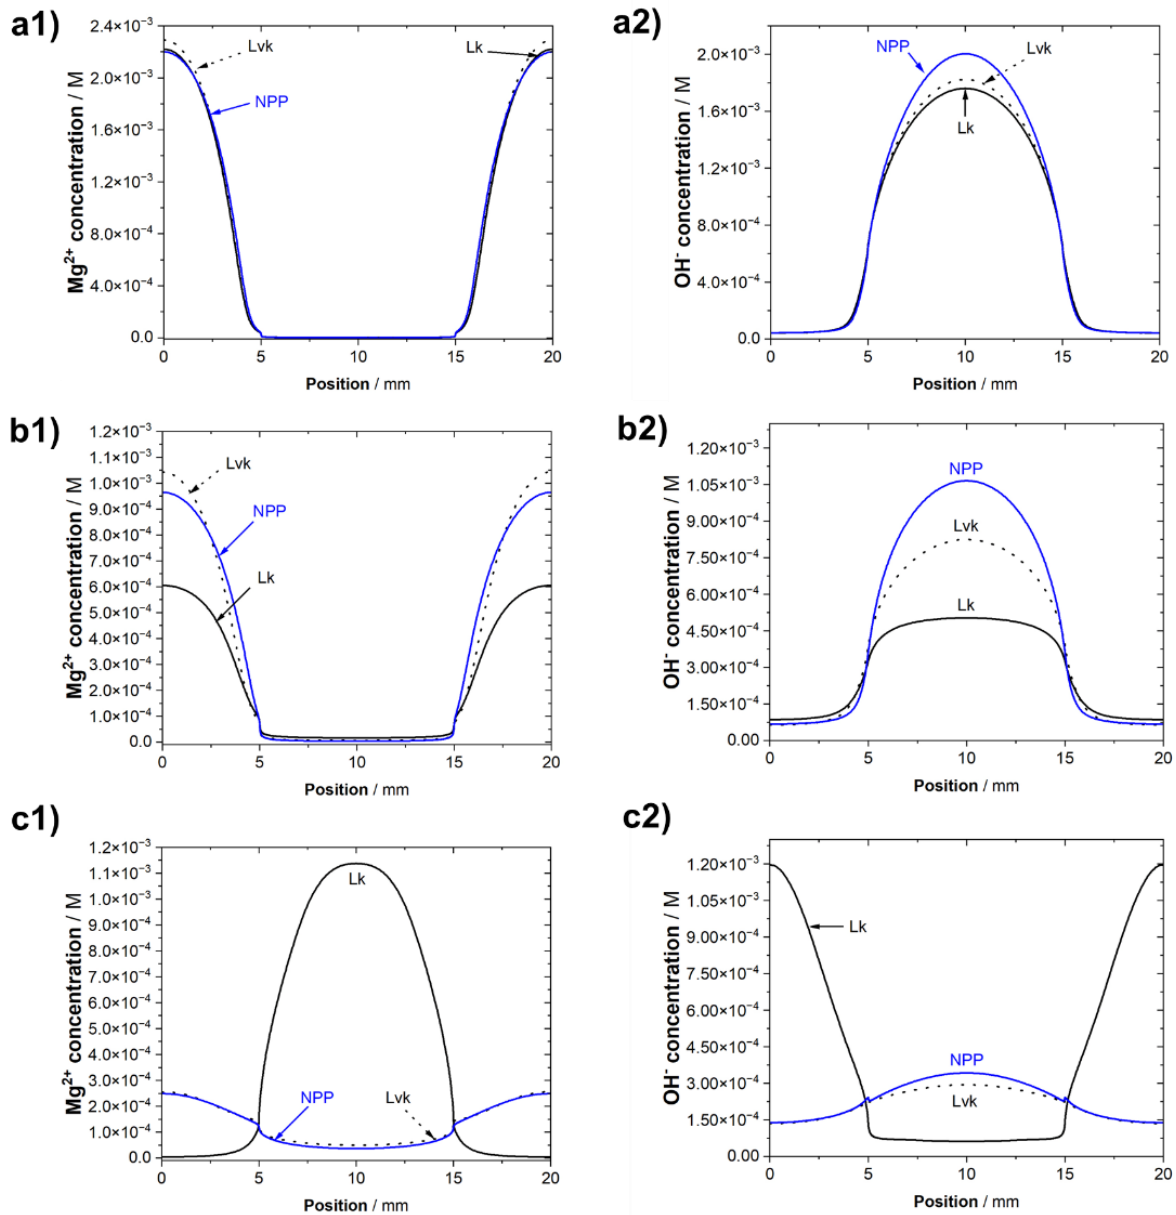 a1)
Mg²⁺ concentration / M
2.4×10⁻³
2.0×10⁻³
1.6×10⁻³
1.2×10⁻³
8.0×10⁻⁴
4.0×10⁻⁴
0.0
Lvk
Lk
NPP
0 5 10 15 20
Position / mm
a2)
OH⁻ concentration / M
2.0×10⁻³
1.6×10⁻³
1.2×10⁻³
8.0×10⁻⁴
4.0×10⁻⁴
0.0
NPP
Lvk
Lk
0 5 10 15 20
Position / mm
b1)
Mg²⁺ concentration / M
1.2×10⁻³
1.1×10⁻³
1.0×10⁻³
9.0×10⁻⁴
8.0×10⁻⁴
7.0×10⁻⁴
6.0×10⁻⁴
5.0×10⁻⁴
4.0×10⁻⁴
3.0×10⁻⁴
2.0×10⁻⁴
1.0×10⁻⁴
0.0
Lvk
NPP
Lk
0 5 10 15 20
Position / mm
b2)
OH⁻ concentration / M
1.20×10⁻³
1.05×10⁻³
9.00×10⁻⁴
7.50×10⁻⁴
6.00×10⁻⁴
4.50×10⁻⁴
3.00×10⁻⁴
1.50×10⁻⁴
0.00
NPP
Lvk
Lk
0 5 10 15 20
Position / mm
c1)
Mg²⁺ concentration / M
1.2×10⁻³
1.1×10⁻³
1.0×10⁻³
9.0×10⁻⁴
8.0×10⁻⁴
7.0×10⁻⁴
6.0×10⁻⁴
5.0×10⁻⁴
4.0×10⁻⁴
3.0×10⁻⁴
2.0×10⁻⁴
1.0×10⁻⁴
0.0
Lk
NPP
Lvk
0 5 10 15 20
Position / mm
c2)
OH⁻ concentration / M
1.20×10⁻³
1.05×10⁻³
9.00×10⁻⁴
7.50×10⁻⁴
6.00×10⁻⁴
4.50×10⁻⁴
3.00×10⁻⁴
1.50×10⁻⁴
0.00
Lk
NPP
Lvk
0 5 10 15 20
Position / mm